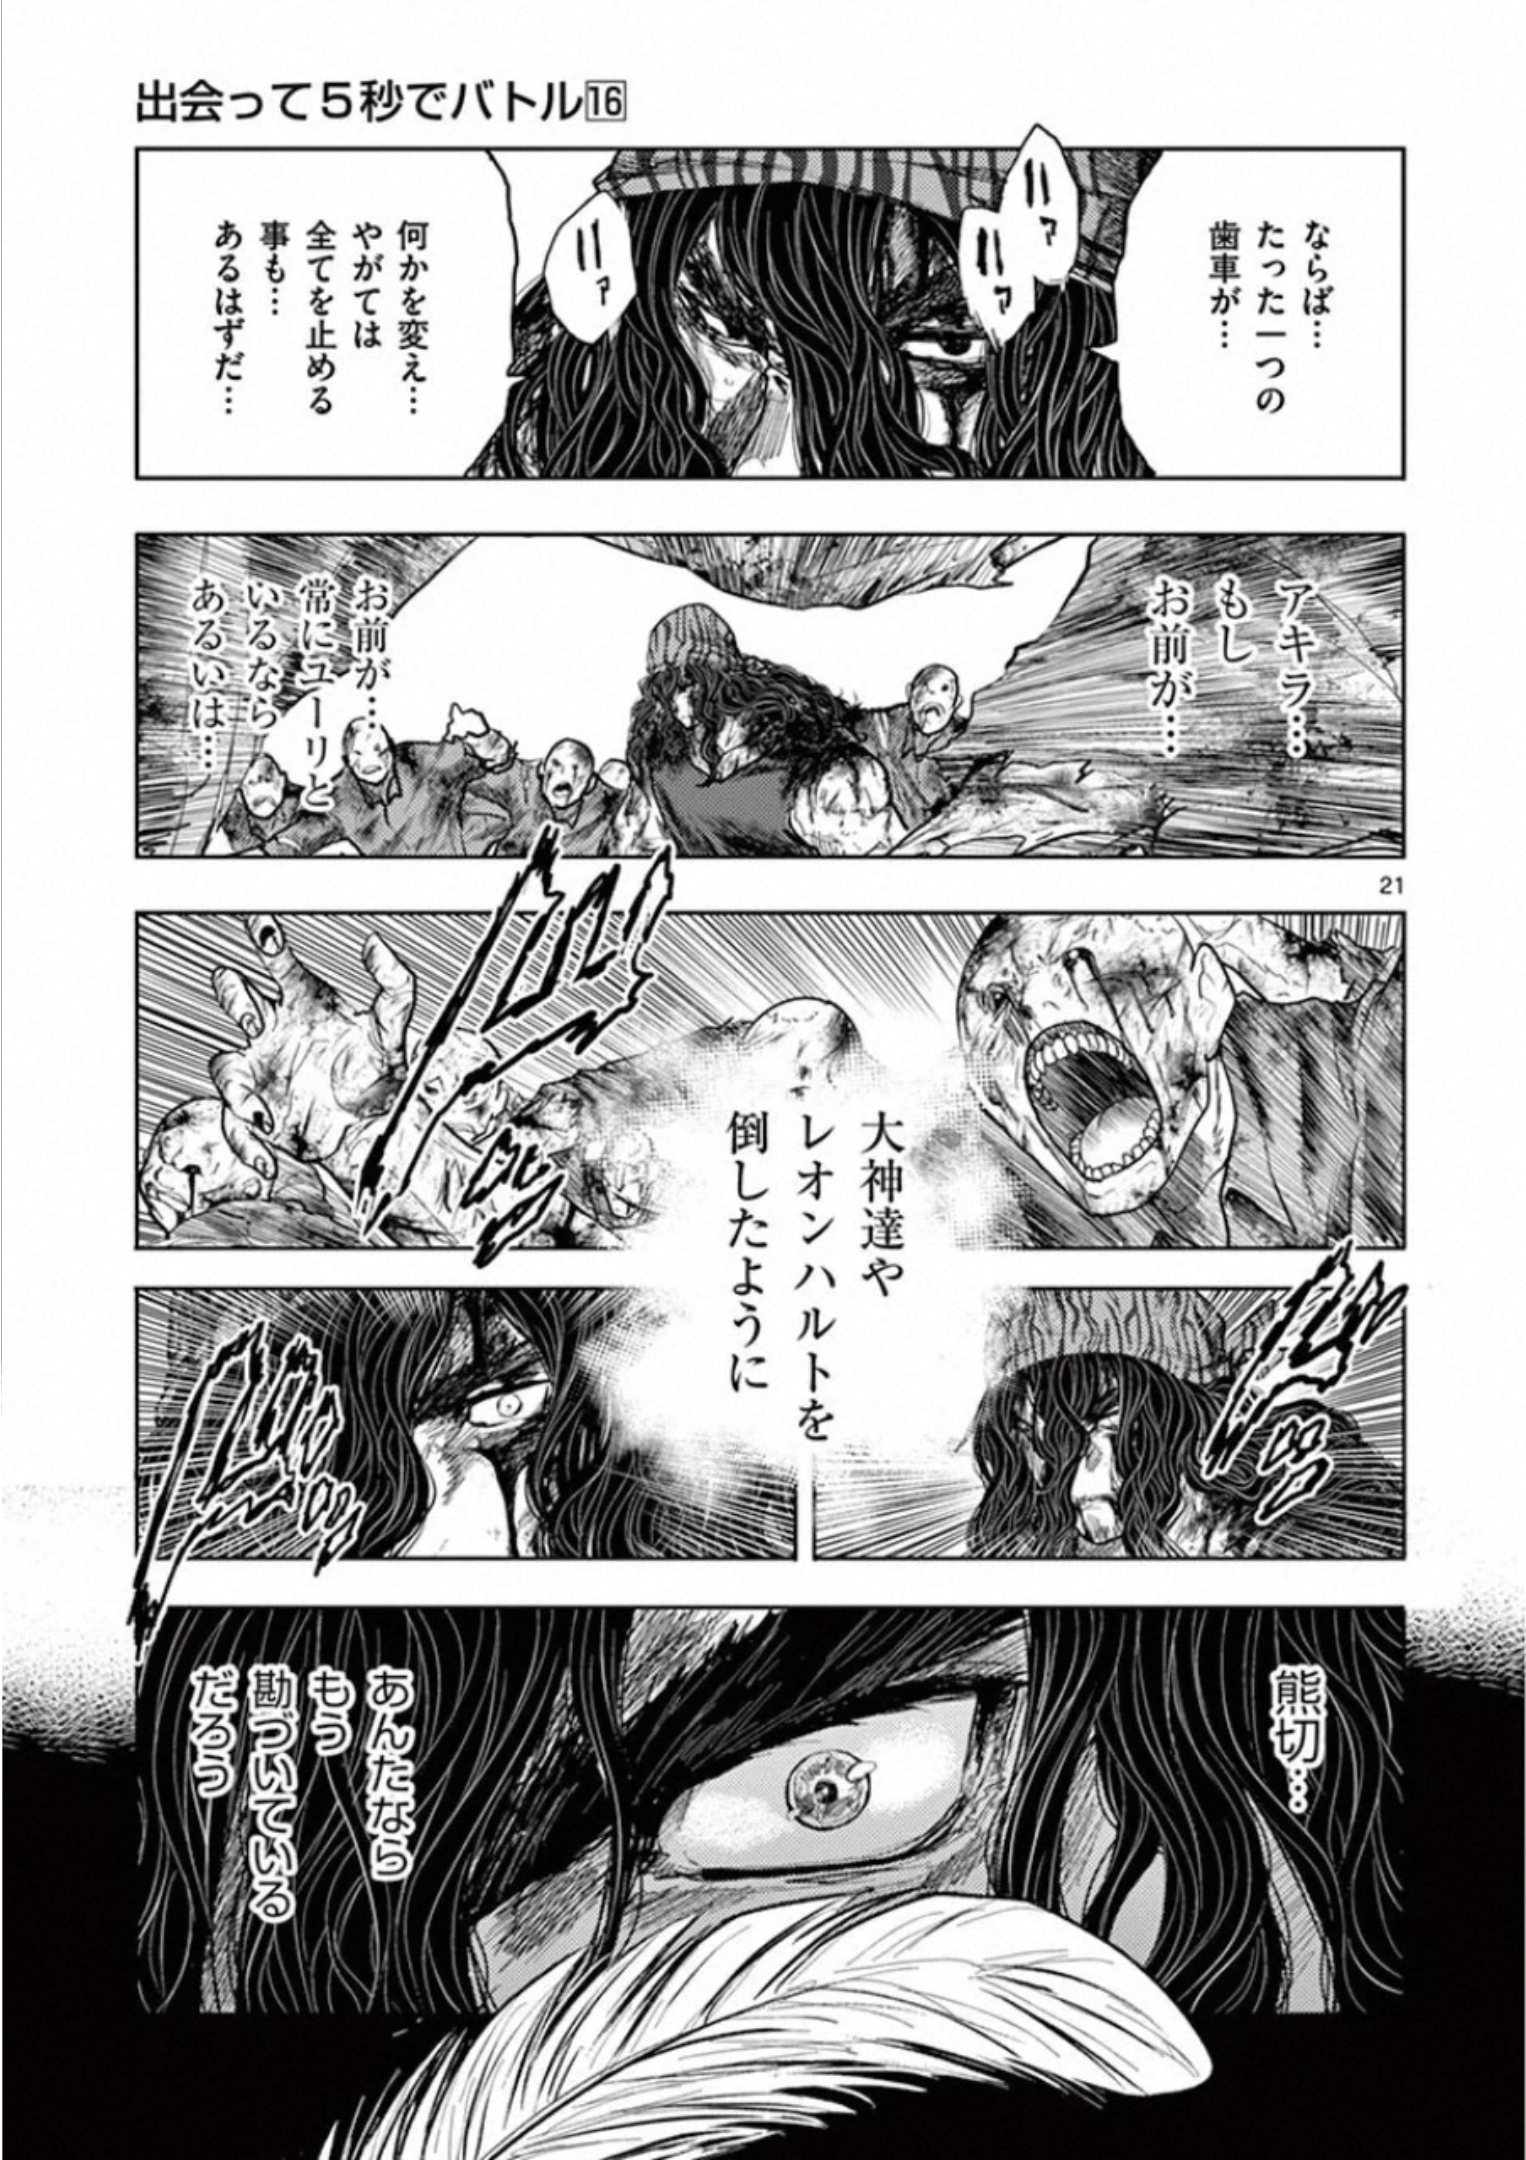 出会って5秒でバトル16
ならば…
たった一つの
歯車が…
ハァ
ハァ
ハァ
何かを変え…
やがては
全てを止める
事も…
あるはずだ…
アキラ…
もし
お前が…
お前が…
常にユーリと
いるなら
あるいは…
21
大神達や
レオンハルトを
倒したように
熊切…
あんたなら
もう
勘づいている
だろう